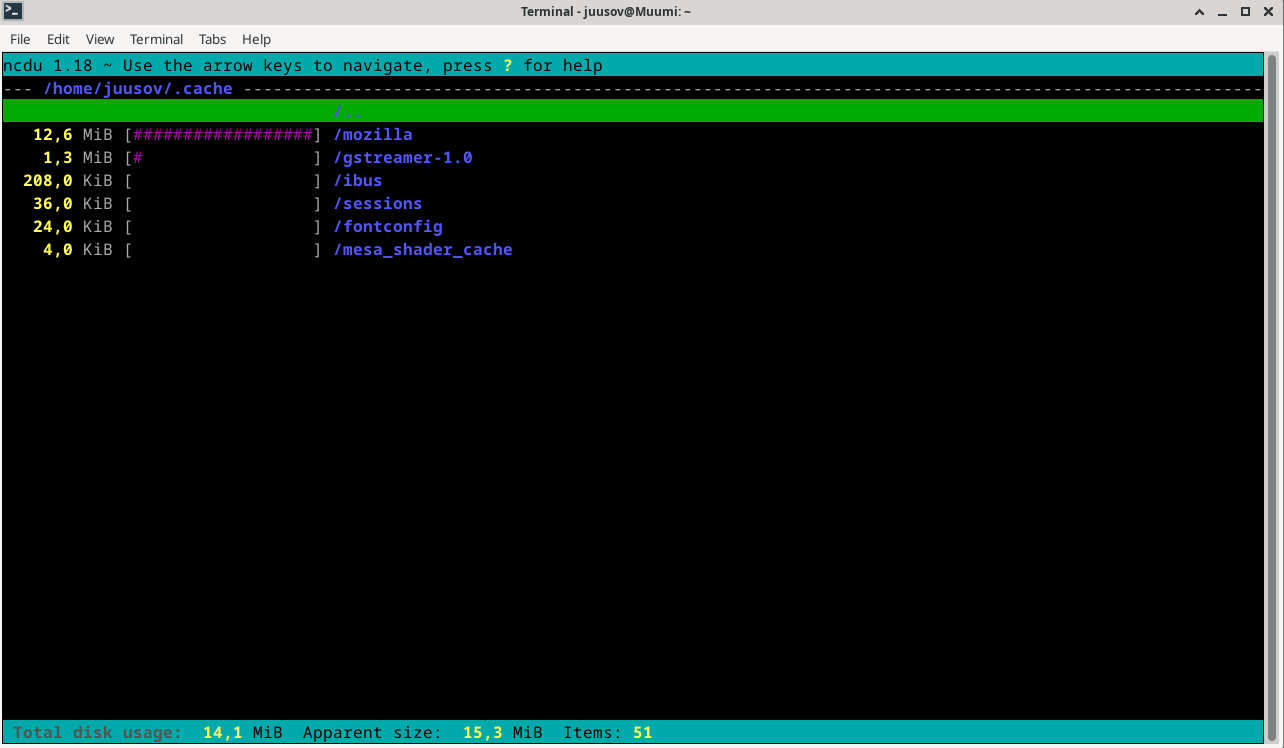 Terminal - juusov@Muumi: ~
File Edit View Terminal Tabs Help
ncdu 1.18 ~ Use the arrow keys to navigate, press ? for help
--- /home/juusov/.cache ------------------------------------------------------------------------------------------------------
/..
12,6 MiB [##################] /mozilla
1,3 MiB [#                 ] /gstreamer-1.0
208,0 KiB [                  ] /ibus
36,0 KiB [                  ] /sessions
24,0 KiB [                  ] /fontconfig
4,0 KiB [                  ] /mesa_shader_cache
Total disk usage: 14,1 MiB Apparent size: 15,3 MiB Items: 51